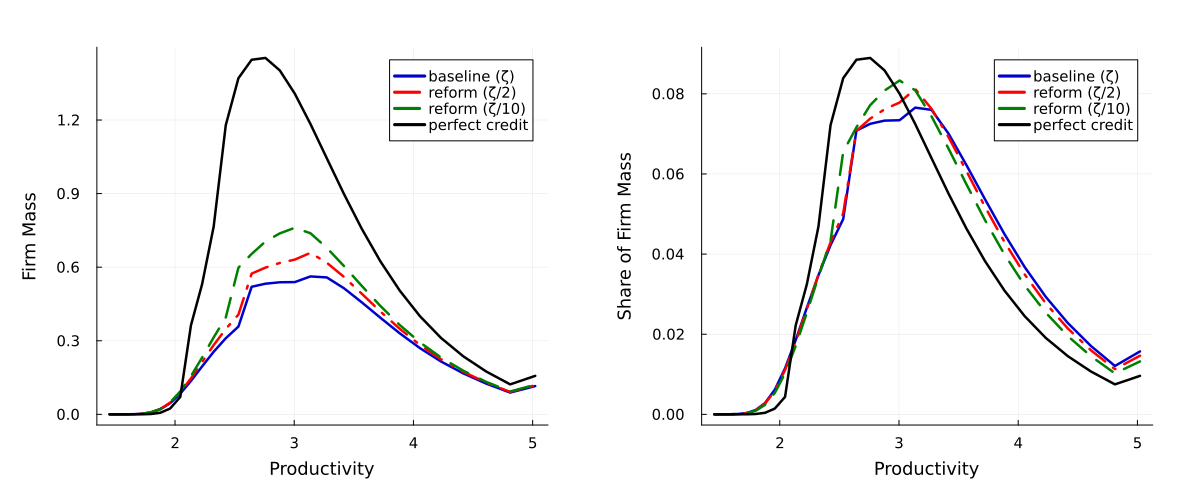 Firm Mass
1.2
0.9
0.6
0.3
0.0
2
3
4
5
Productivity
baseline (ζ)
reform (ζ/2)
reform (ζ/10)
perfect credit
Share of Firm Mass
0.08
0.06
0.04
0.02
0.00
2
3
4
5
Productivity
baseline (ζ)
reform (ζ/2)
reform (ζ/10)
perfect credit